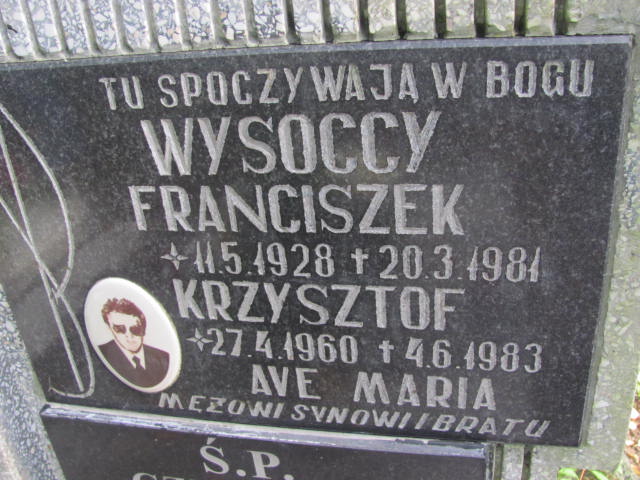 TU SPOCZYWAJĄ W BOGU
WYSOCCY
FRANCISZEK
11.5.1928 † 20.3.1981
KRZYSZTOF
27.4.1960 † 4.6.1983
AVE MARIA
MĘŻOWI SYNOWI I BRATU
Ś.P.